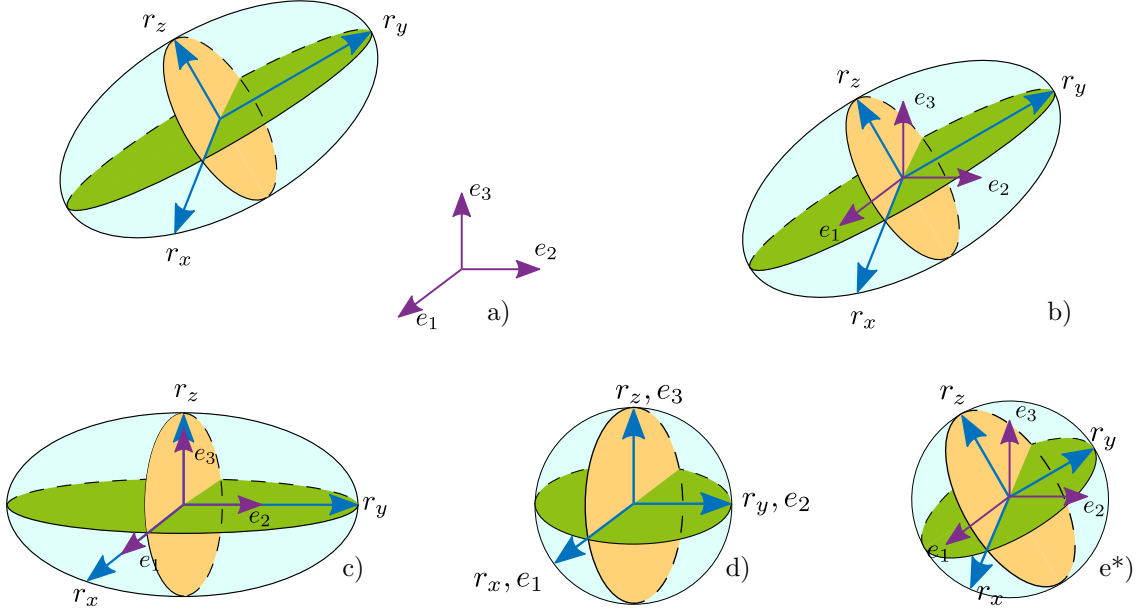 r_z
r_y
r_x
e_3
e_2
e_1
a)
r_z
e_3
r_y
e_2
e_1
r_x
b)
r_z
e_3
r_y
e_2
e_1
r_x
c)
r_z, e_3
r_y, e_2
r_x, e_1
d)
r_z
e_3
r_y
e_2
e_1
r_x
e*)